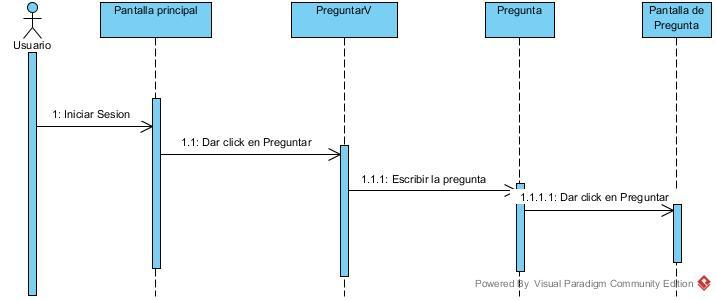 Pantalla principal
PreguntarV
Pregunta
Pantalla de
Pregunta
Usuario
1: Iniciar Sesion
1.1: Dar click en Preguntar
1.1.1: Escribir la pregunta
1.1.1.1: Dar click en Preguntar
Powered By Visual Paradigm Community Edition